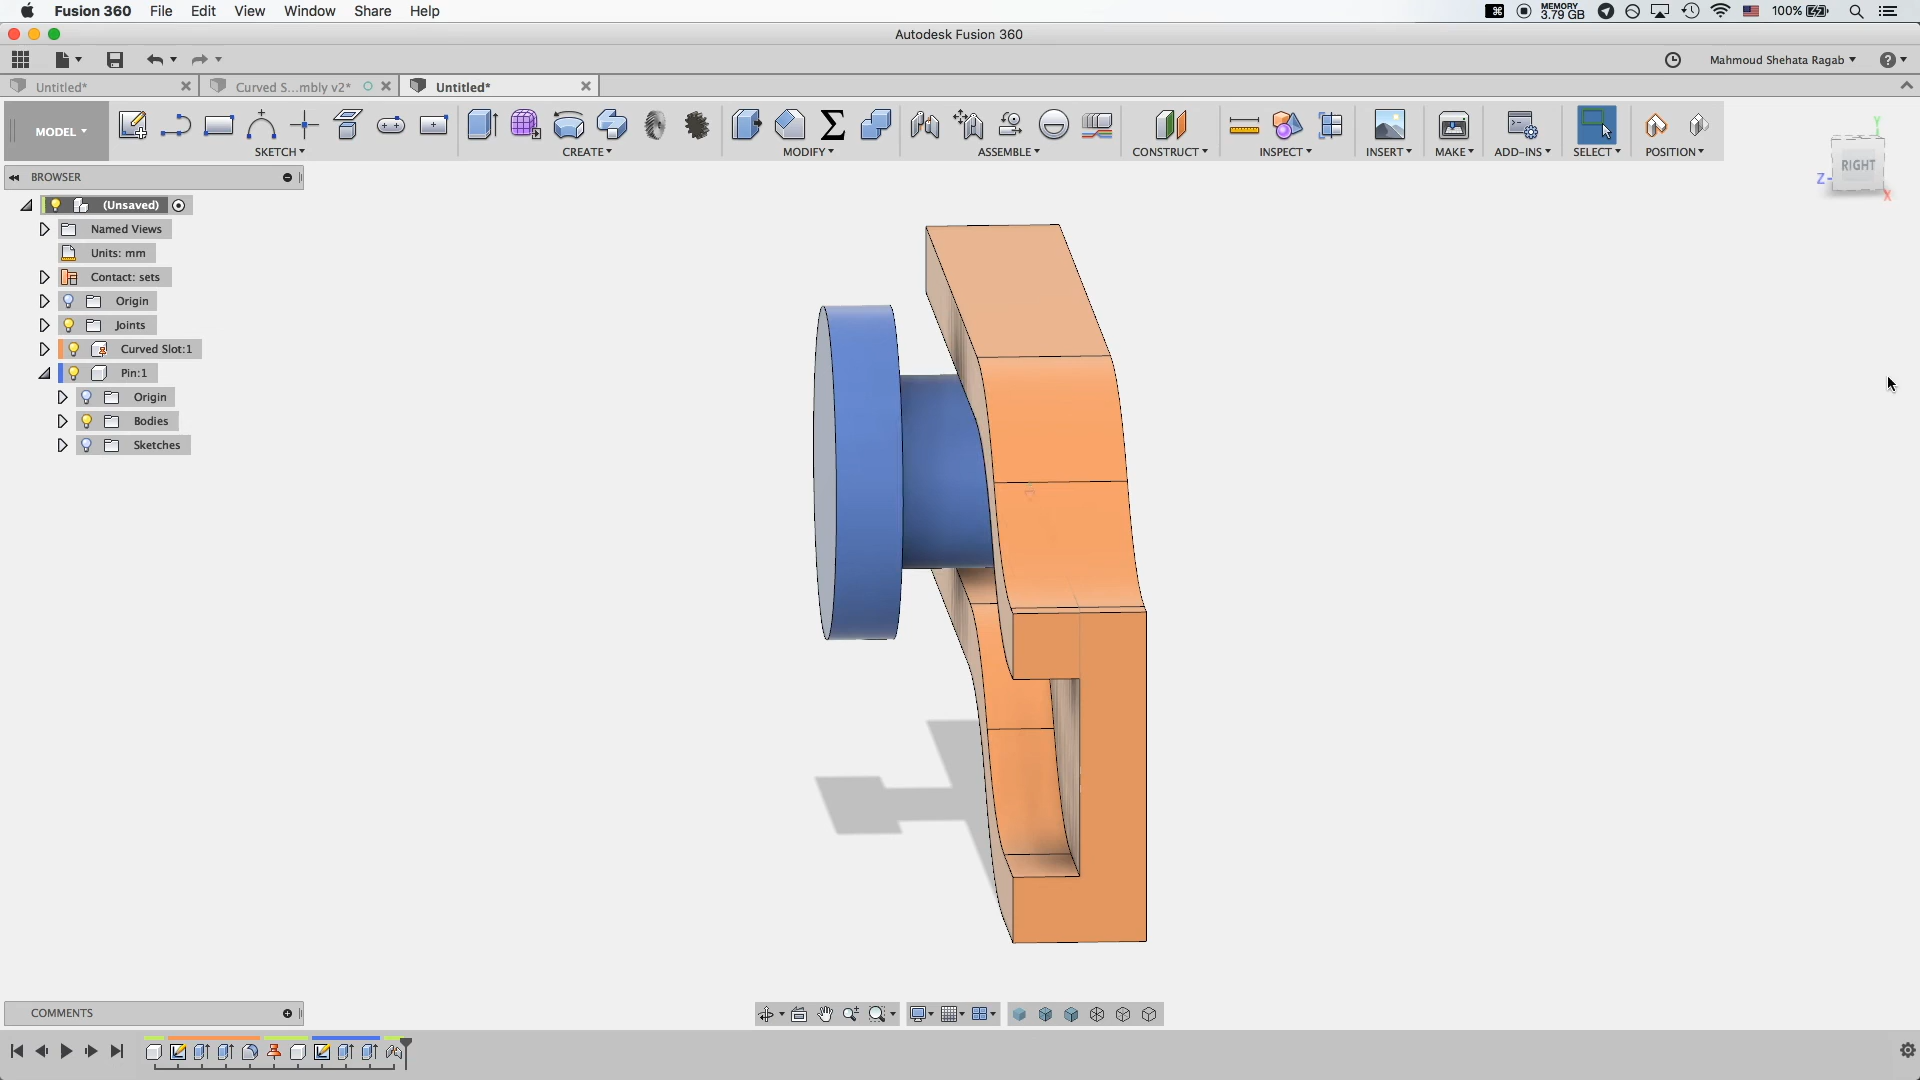 Fusion 360 File Edit View Window Share Help MEMORY 3.79 GB 100%
Autodesk Fusion 360
Mahmoud Shehata Ragab
Untitled* Curved S...mbly v2* Untitled*
MODEL SKETCH CREATE MODIFY ASSEMBLE CONSTRUCT INSPECT INSERT MAKE ADD-INS SELECT POSITION
BROWSER
(Unsaved)
Named Views
Units: mm
Contact: sets
Origin
Joints
Curved Slot:1
Pin:1
Origin
Bodies
Sketches
Y
RIGHT
Z
X
COMMENTS